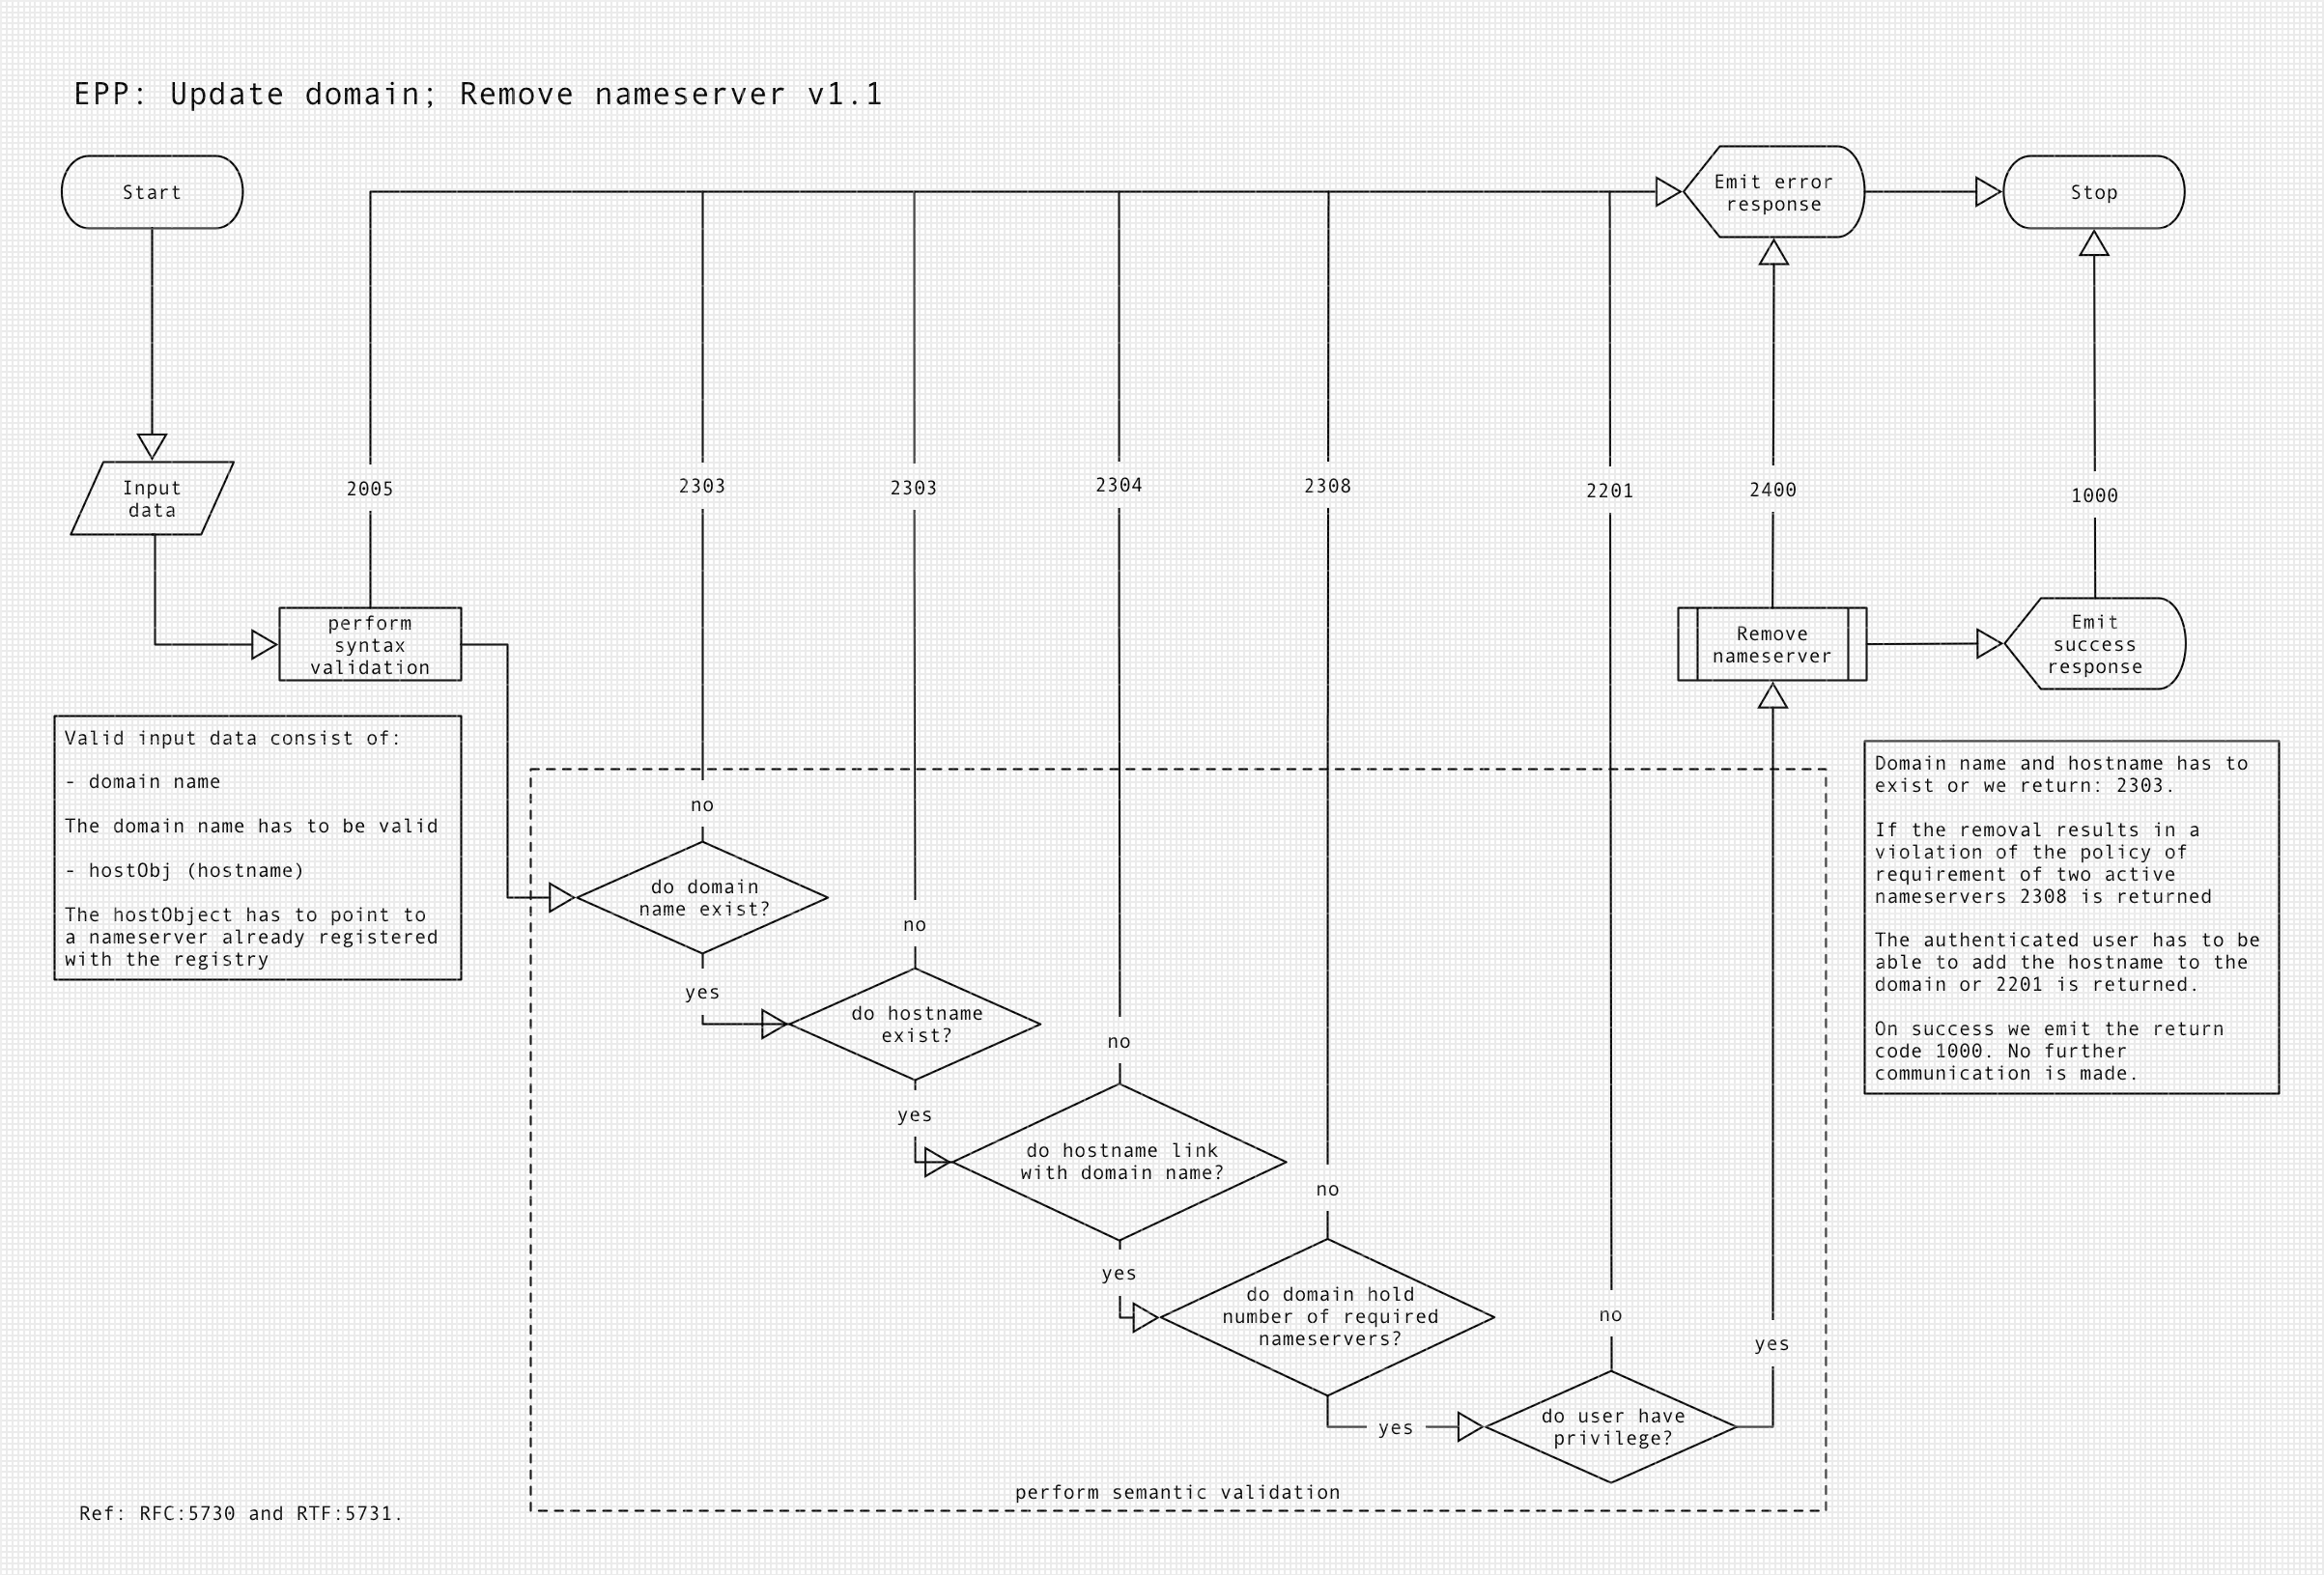 EPP: Update domain; Remove nameserver v1.1
Start
Emit error
response
Stop
Input
data
2005
2303
2303
2304
2308
2201
2400
1000
perform
syntax
validation
Remove
nameserver
Emit
success
response
Valid input data consist of:
- domain name
The domain name has to be valid
- hostObj (hostname)
The hostObject has to point to
a nameserver already registered
with the registry
Domain name and hostname has to
exist or we return: 2303.
If the removal results in a
violation of the policy of
requirement of two active
nameservers 2308 is returned
The authenticated user has to be
able to add the hostname to the
domain or 2201 is returned.
On success we emit the return
code 1000. No further
communication is made.
no
do domain
name exist?
yes
no
do hostname
exist?
yes
no
do hostname link
with domain name?
yes
no
do domain hold
number of required
nameservers?
yes
no
do user have
privilege?
yes
perform semantic validation
Ref: RFC:5730 and RTF:5731.